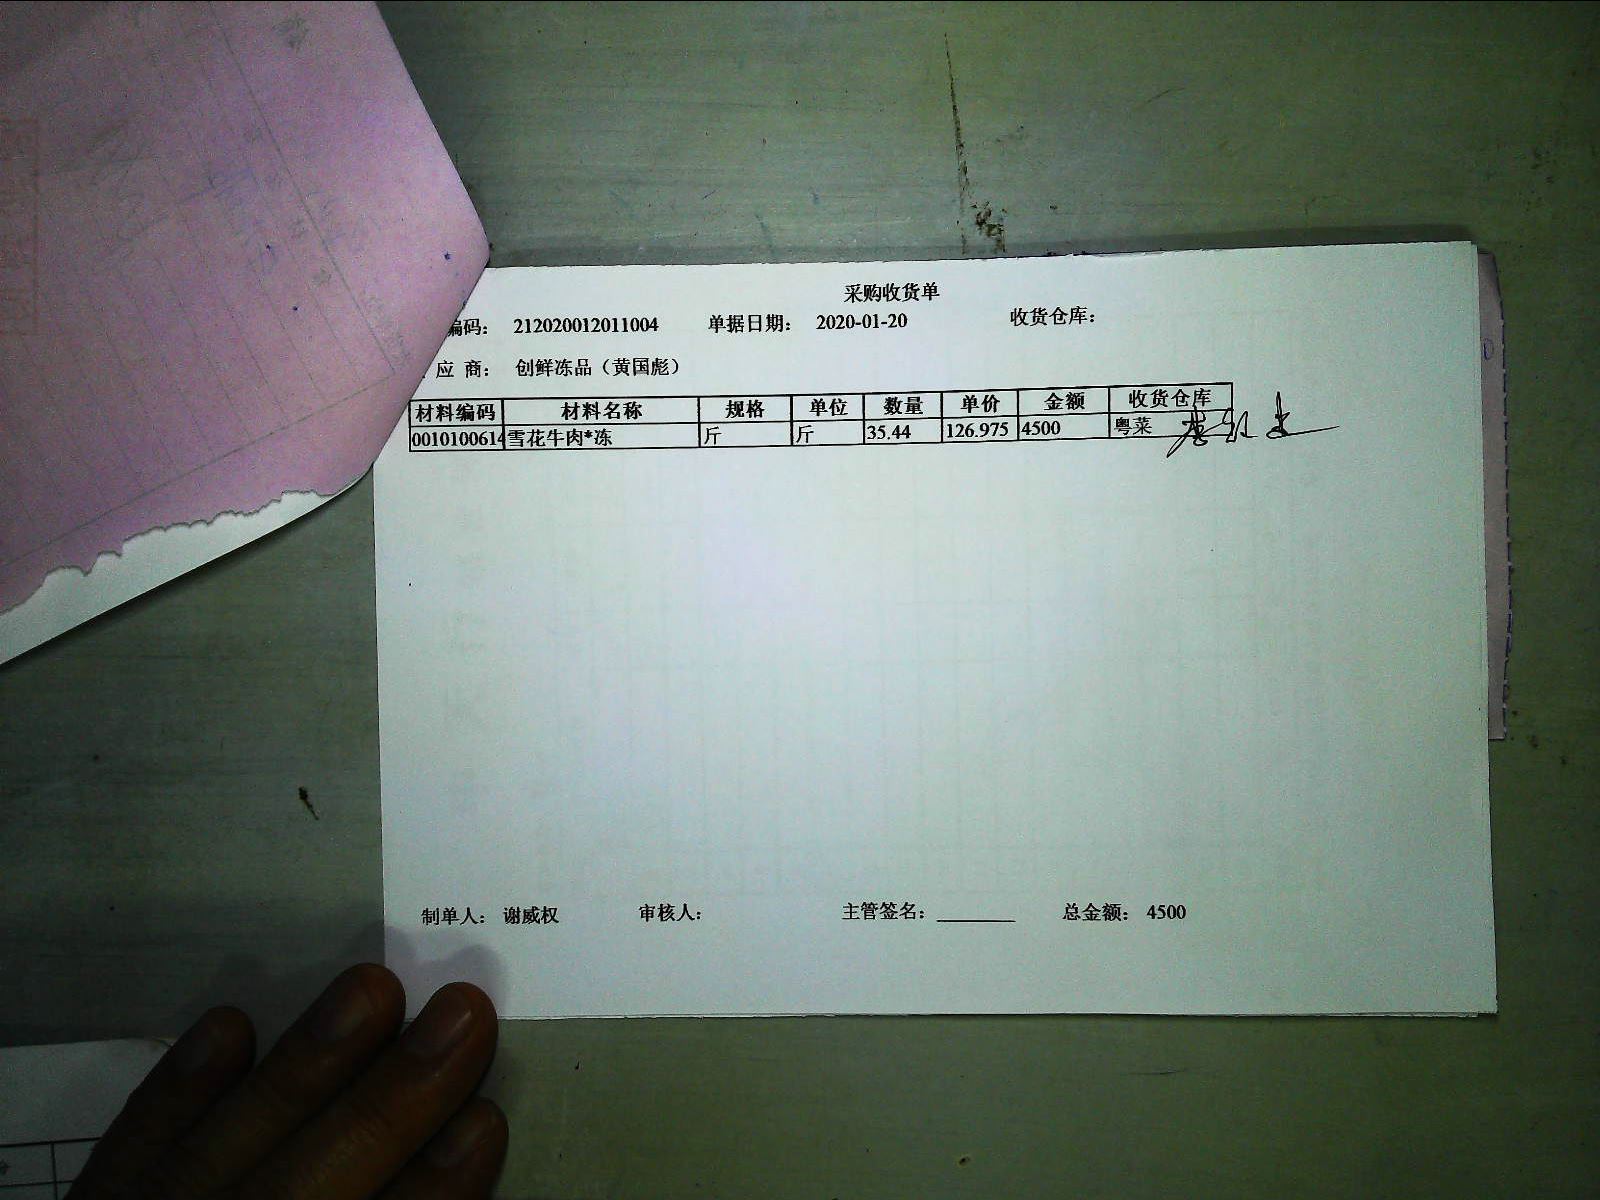 采购收货单
编码： 212020012011004 单据日期： 2020-01-20 收货仓库：
应 商： 创鲜冻品（黄国彪）
材料编码 材料名称 规格 单位 数量 单价 金额 收货仓库
0010100614 雪花牛肉*冻 斤 斤 35.44 126.975 4500 粤菜
制单人： 谢威权 审核人： 主管签名： ________ 总金额： 4500